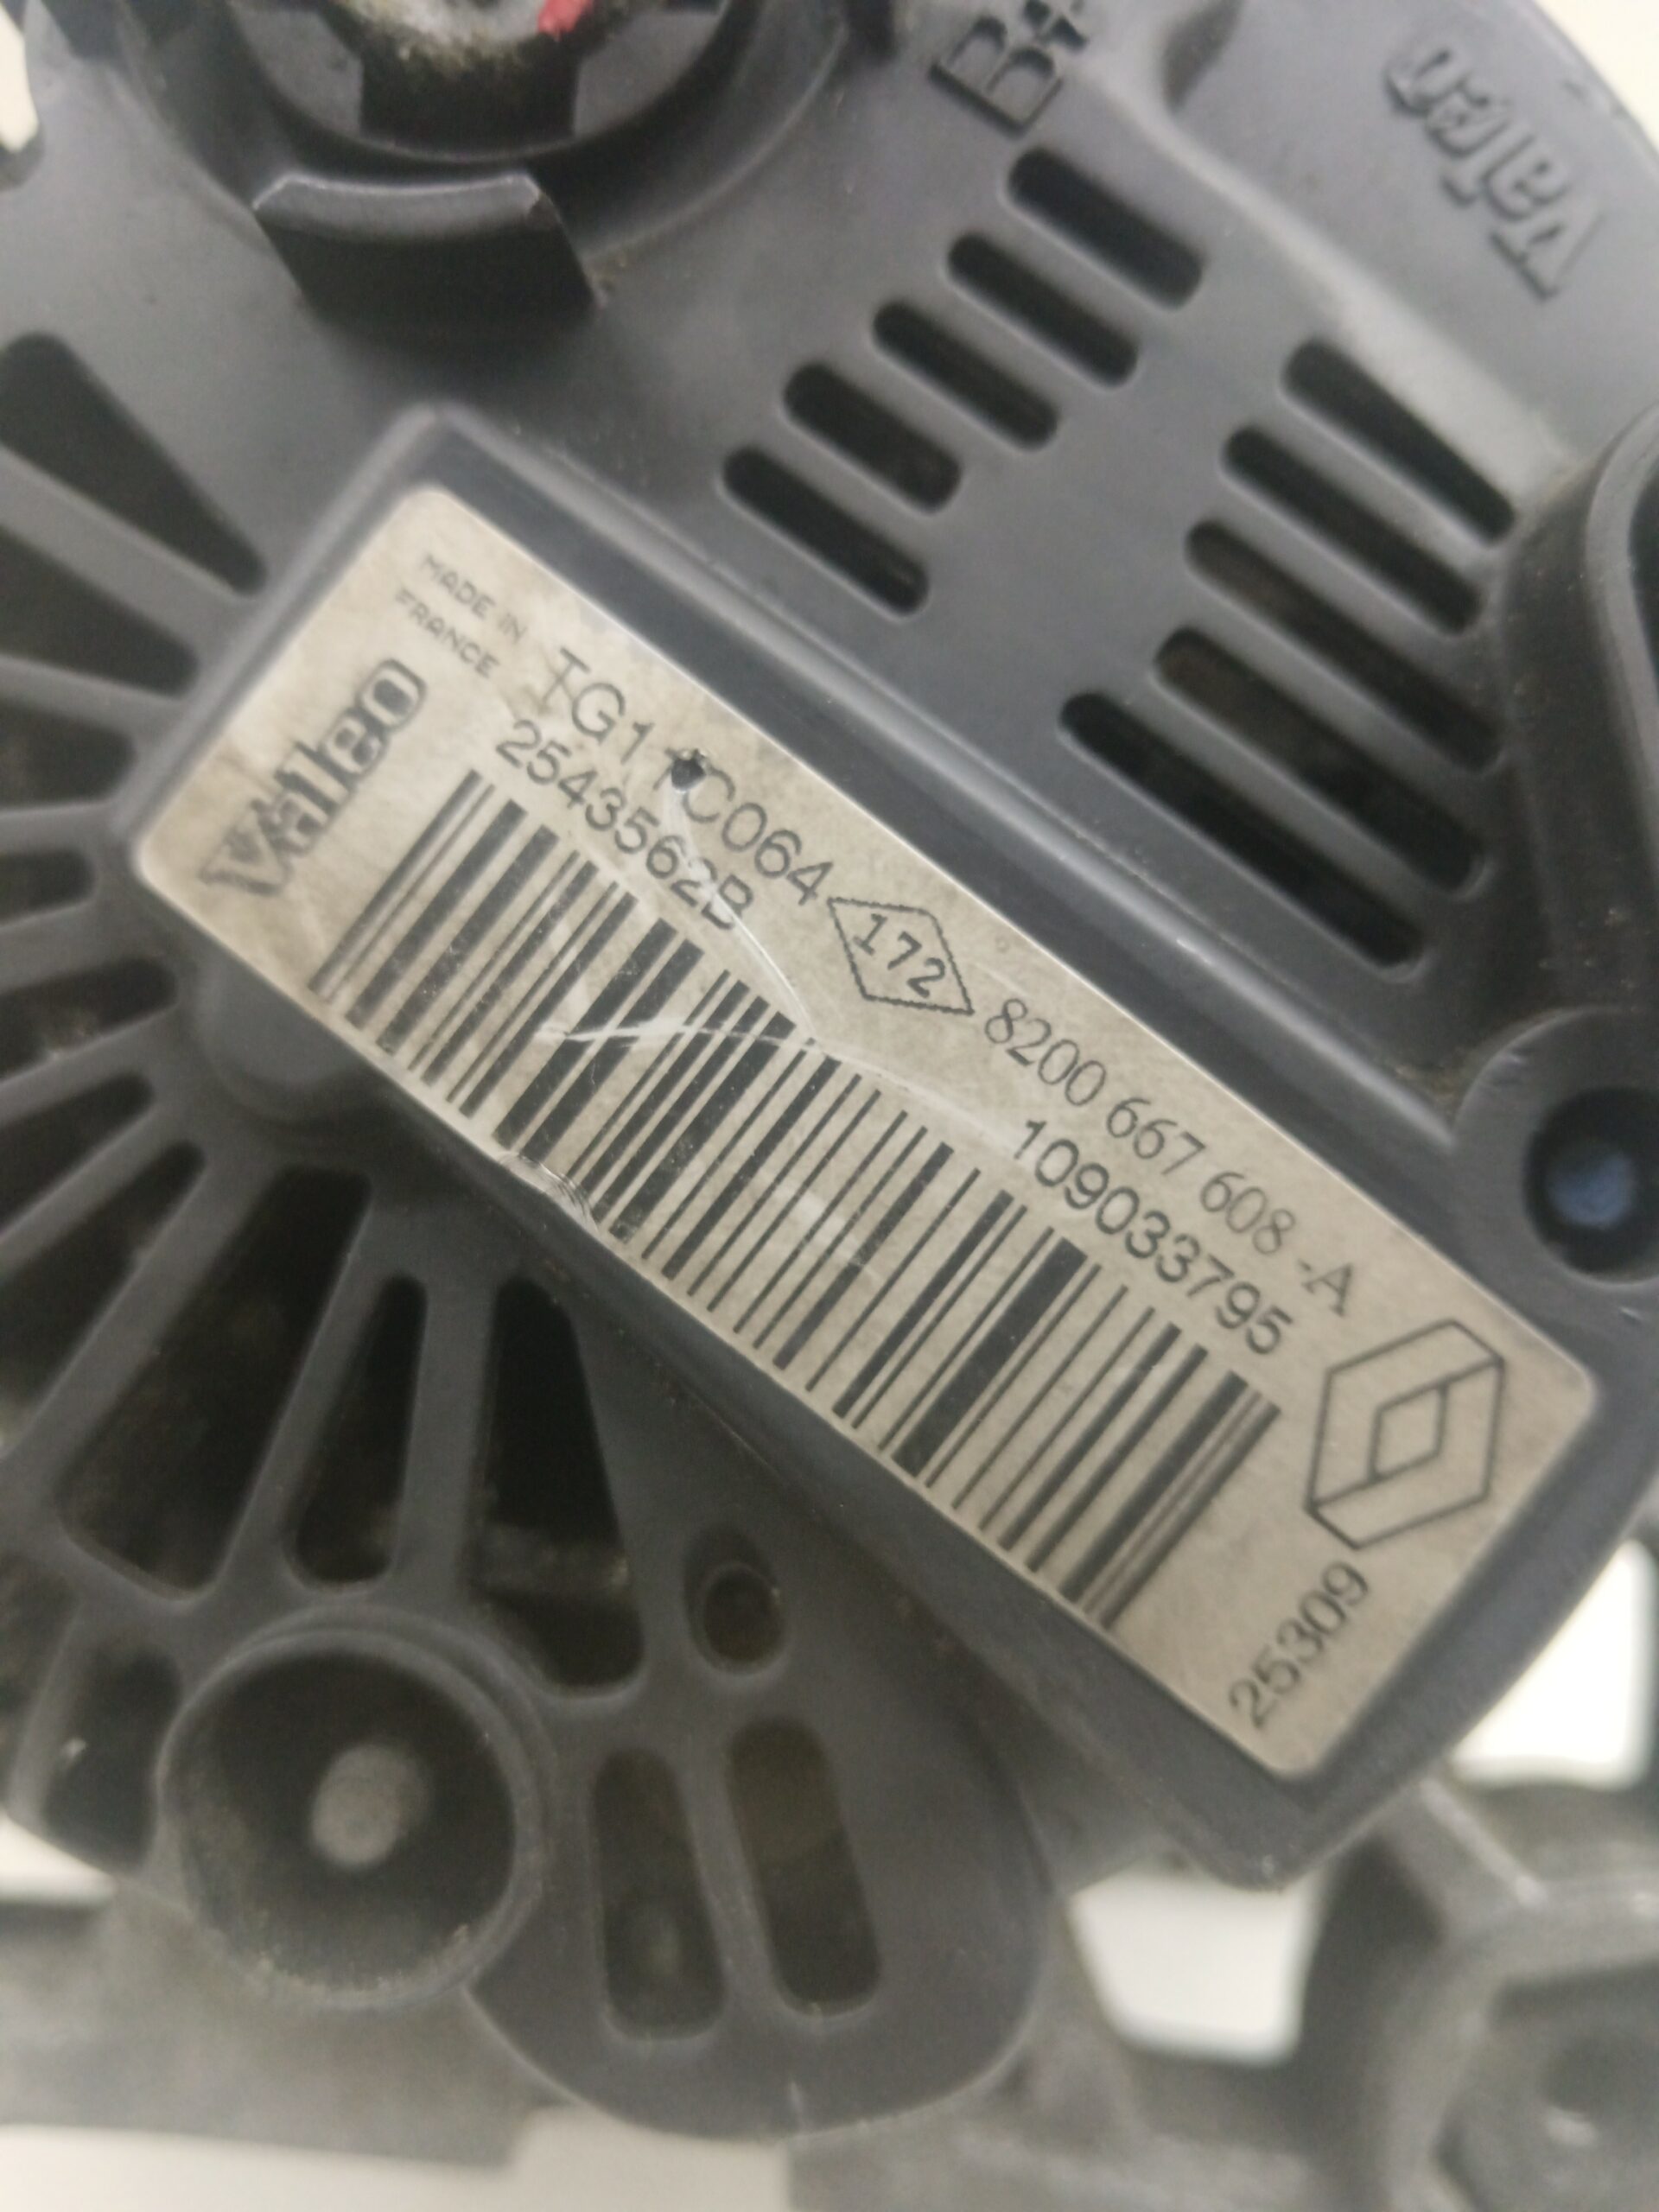 B+
Valeo
MADE IN
FRANCE
Valeo
TG11C064
2543562B
172
8200 667 608 -A
109033795
25309